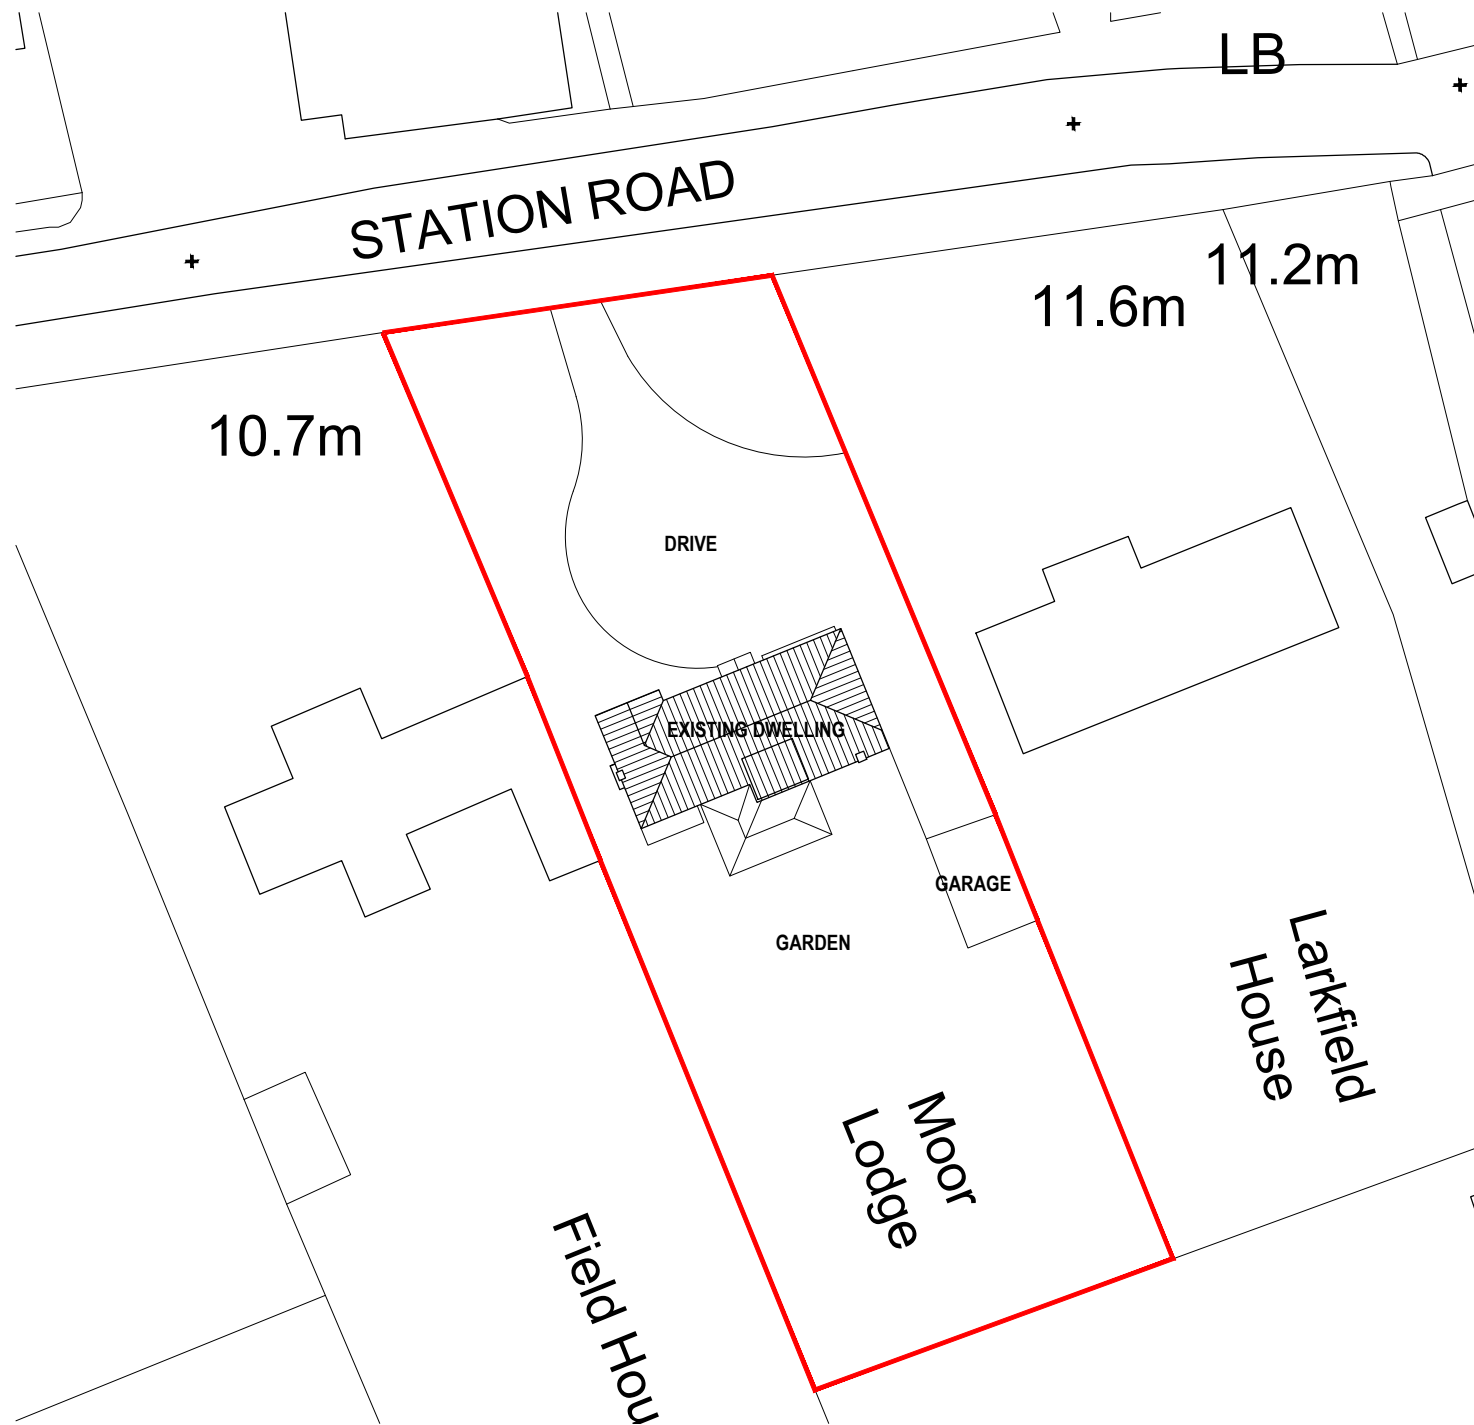 LB
STATION ROAD
11.2m
11.6m
10.7m
DRIVE
EXISTING DWELLING
GARAGE
GARDEN
Larkfield
House
Moor
Lodge
Field Hou